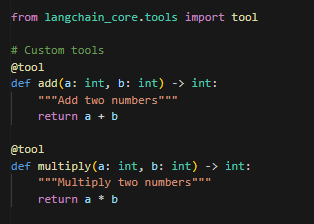 from langchain_core.tools import tool

# Custom tools
@tool
def add(a: int, b: int) -> int:
    """Add two numbers"""
    return a + b

@tool
def multiply(a: int, b: int) -> int:
    """Multiply two numbers"""
    return a * b